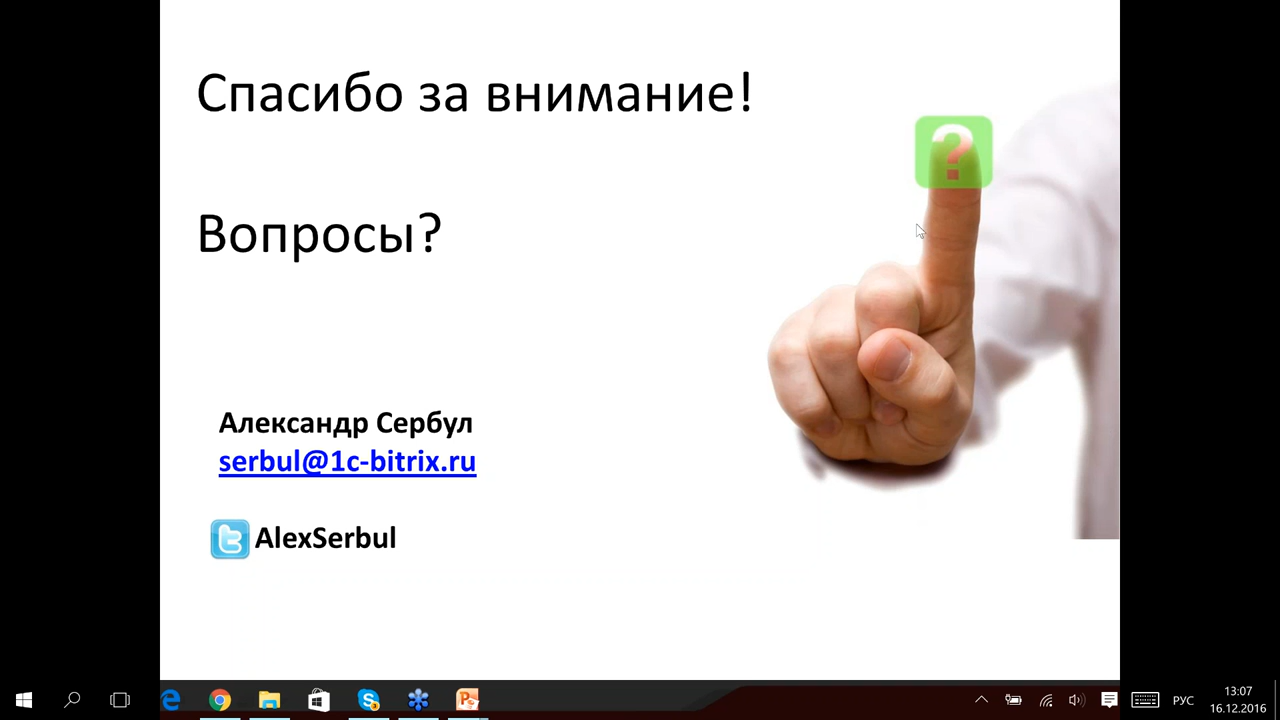 Спасибо за внимание!
?
Вопросы?
Александр Сербул
serbul@1c-bitrix.ru
AlexSerbul
РУС
13:07
16.12.2016